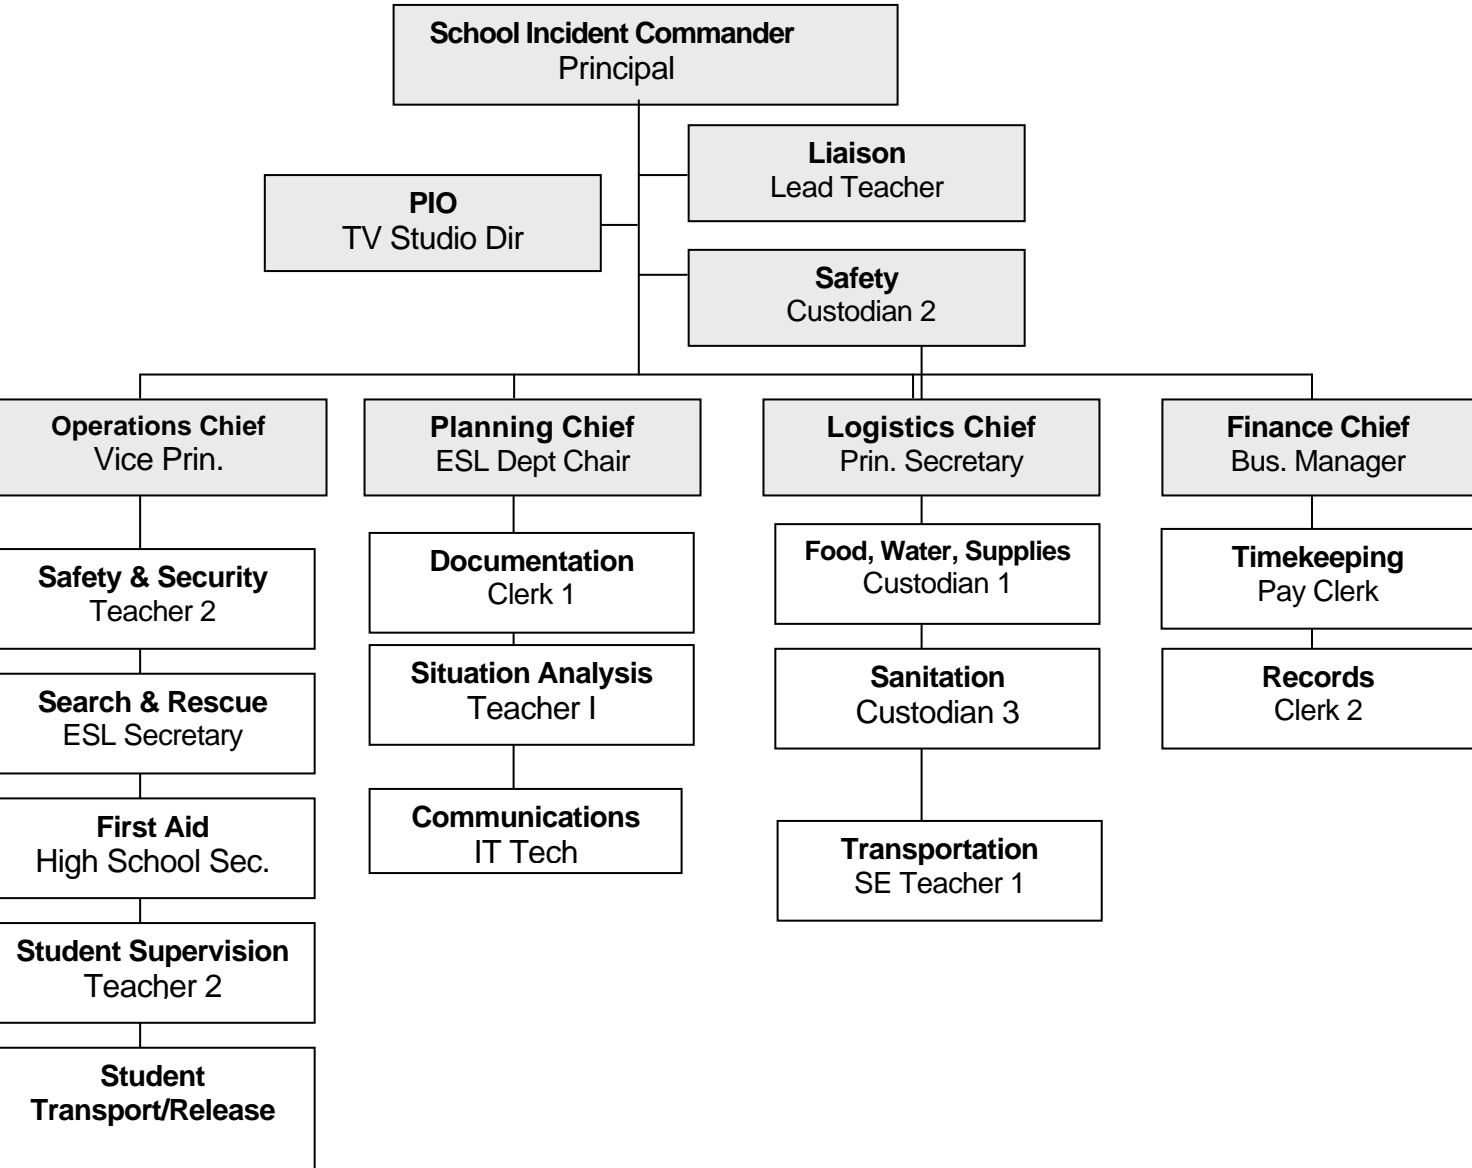 School Incident Commander
Principal
Liaison
Lead Teacher
PIO
TV Studio Dir
Safety
Custodian 2
Operations Chief
Vice Prin.
Safety & Security
Teacher 2
Search & Rescue
ESL Secretary
First Aid
High School Sec.
Student Supervision
Teacher 2
Student
Transport/Release
Planning Chief
ESL Dept Chair
Documentation
Clerk 1
Situation Analysis
Teacher I
Communications
IT Tech
Logistics Chief
Prin. Secretary
Food, Water, Supplies
Custodian 1
Sanitation
Custodian 3
Transportation
SE Teacher 1
Finance Chief
Bus. Manager
Timekeeping
Pay Clerk
Records
Clerk 2